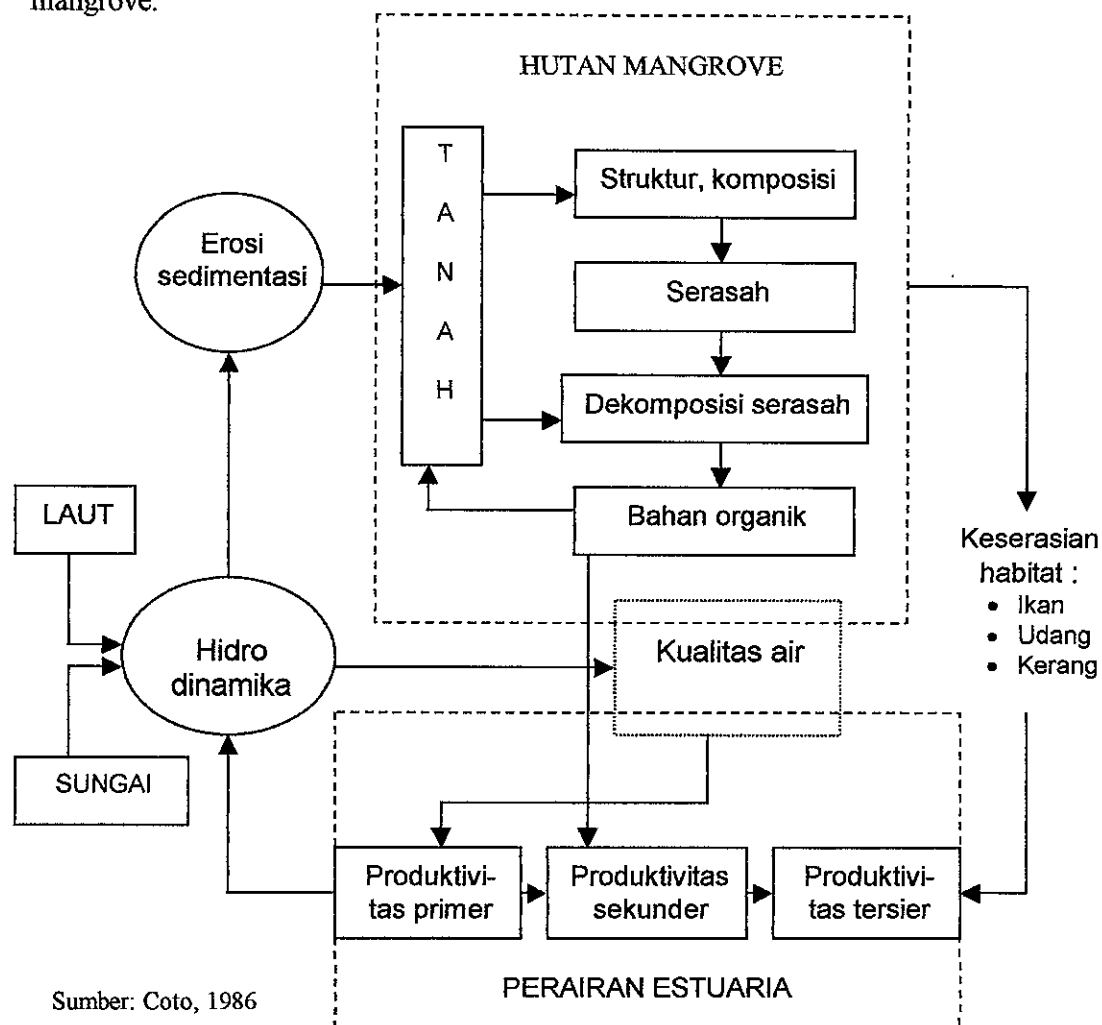 mangrove.
HUTAN MANGROVE
T
A
N
A
H
Struktur, komposisi
Serasah
Dekomposisi serasah
Bahan organik
Erosi
sedimentasi
LAUT
Hidro
dinamika
SUNGAI
Kualitas air
Keserasian
habitat :
• Ikan
• Udang
• Kerang
Produktivi-
tas primer
Produktivitas
sekunder
Produktivi-
tas tersier
PERAIRAN ESTUARIA
Sumber: Coto, 1986